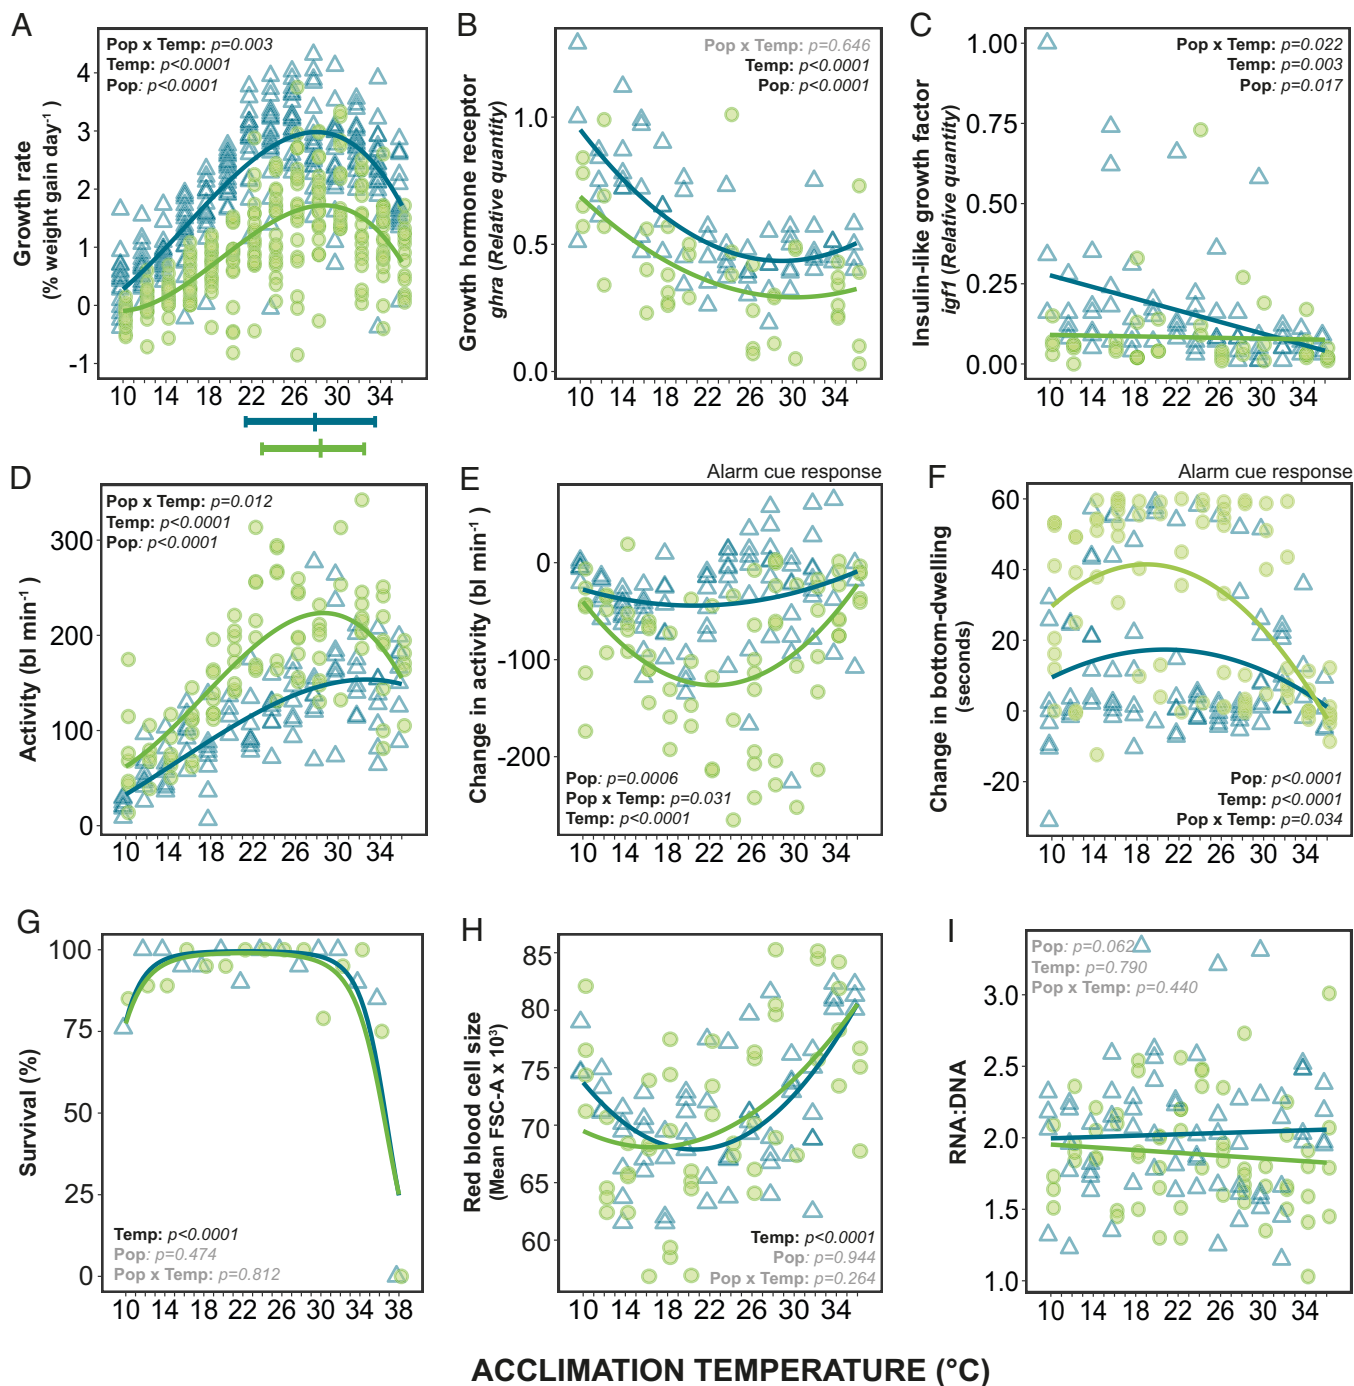 A
Pop x Temp: p=0.003
Temp: p<0.0001
Pop: p<0.0001
Growth rate
(% weight gain day⁻¹)
4
3
2
1
0
-1
10 14 18 22 26 30 34
B
Pop x Temp: p=0.646
Temp: p<0.0001
Pop: p<0.0001
Growth hormone receptor
ghra (Relative quantity)
1.0
0.5
0.0
10 14 18 22 26 30 34
C
Pop x Temp: p=0.022
Temp: p=0.003
Pop: p=0.017
Insulin-like growth factor
igf1 (Relative quantity)
1.00
0.75
0.50
0.25
0.00
10 14 18 22 26 30 34
D
Pop x Temp: p=0.012
Temp: p<0.0001
Pop: p<0.0001
Activity (bl min⁻¹ )
300
200
100
0
10 14 18 22 26 30 34
E
Alarm cue response
Change in activity (bl min⁻¹ )
0
-100
-200
Pop: p=0.0006
Pop x Temp: p=0.031
Temp: p<0.0001
10 14 18 22 26 30 34
F
Alarm cue response
Change in bottom-dwelling
(seconds)
60
40
20
0
-20
Pop: p<0.0001
Temp: p<0.0001
Pop x Temp: p=0.034
10 14 18 22 26 30 34
G
Survival (%)
100
75
50
25
0
Temp: p<0.0001
Pop: p=0.474
Pop x Temp: p=0.812
10 14 18 22 26 30 34 38
H
Red blood cell size
(Mean FSC-A x 10³)
85
80
75
70
65
60
Temp: p<0.0001
Pop: p=0.944
Pop x Temp: p=0.264
10 14 18 22 26 30 34
I
Pop: p=0.062
Temp: p=0.790
Pop x Temp: p=0.440
RNA:DNA
3.0
2.5
2.0
1.5
1.0
10 14 18 22 26 30 34
ACCLIMATION TEMPERATURE (°C)